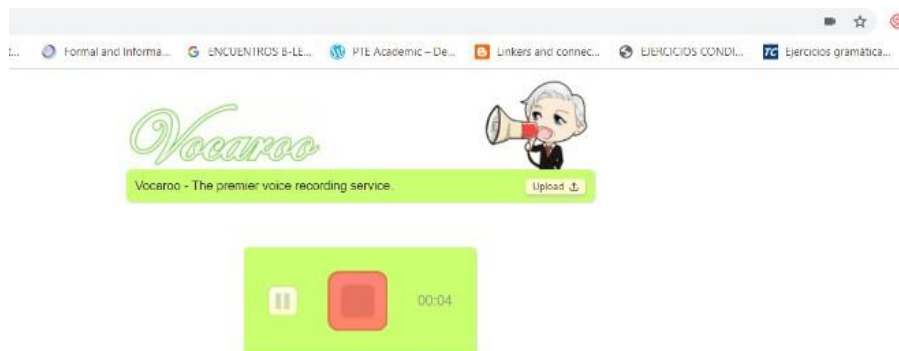 Formal and Informa... ENCUENTROS B-LE... PTE Academic – De... Linkers and connec... EJERCICIOS CONDI... TC Ejercicios gramática...
Vocaroo
Vocaroo - The premier voice recording service. Upload
00:04